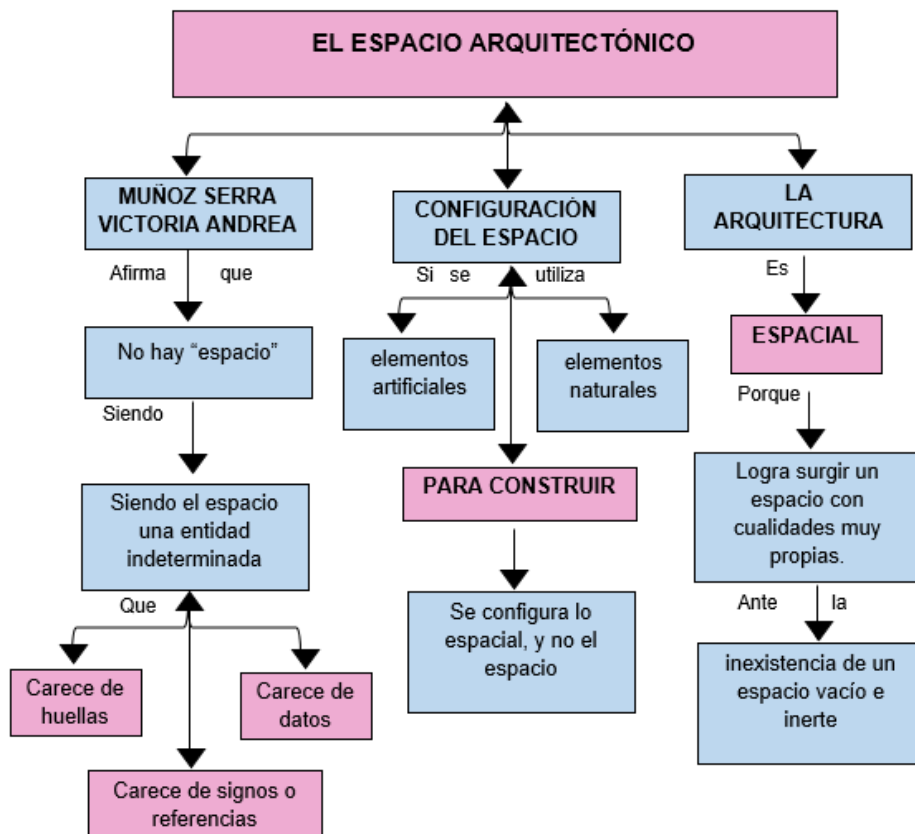 EL ESPACIO ARQUITECTÓNICO
MUÑOZ SERRA
VICTORIA ANDREA
Afirma que
No hay “espacio”
Siendo
Siendo el espacio
una entidad
indeterminada
Que
Carece de
huellas
Carece de
datos
Carece de signos o
referencias
CONFIGURACIÓN
DEL ESPACIO
Si se utiliza
elementos
artificiales
elementos
naturales
PARA CONSTRUIR
Se configura lo
espacial, y no el
espacio
LA
ARQUITECTURA
Es
ESPACIAL
Porque
Logra surgir un
espacio con
cualidades muy
propias.
Ante la
inexistencia de un
espacio vacío e
inerte